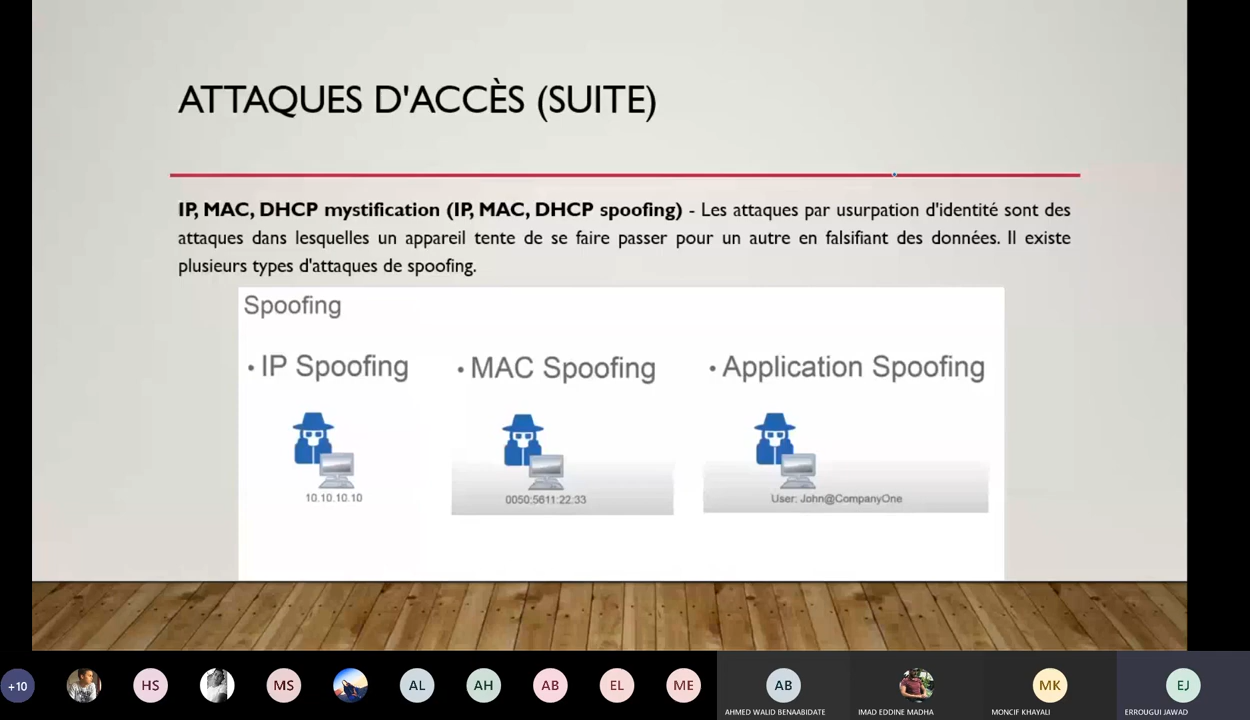 ATTAQUES D'ACCÈS (SUITE)
IP, MAC, DHCP mystification (IP, MAC, DHCP spoofing) - Les attaques par usurpation d'identité sont des
attaques dans lesquelles un appareil tente de se faire passer pour un autre en falsifiant des données. Il existe
plusieurs types d'attaques de spoofing.
Spoofing
• IP Spoofing
• MAC Spoofing
• Application Spoofing
10.10.10.10
0050:5611:22:33
User: John@CompanyOne
+10
HS
MS
AL
AH
AB
EL
ME
AB
MK
EJ
AHMED WALID BENAABIDATE
IMAD EDDINE MADHA
MONCIF KHAYALI
ERROUGUI JAWAD